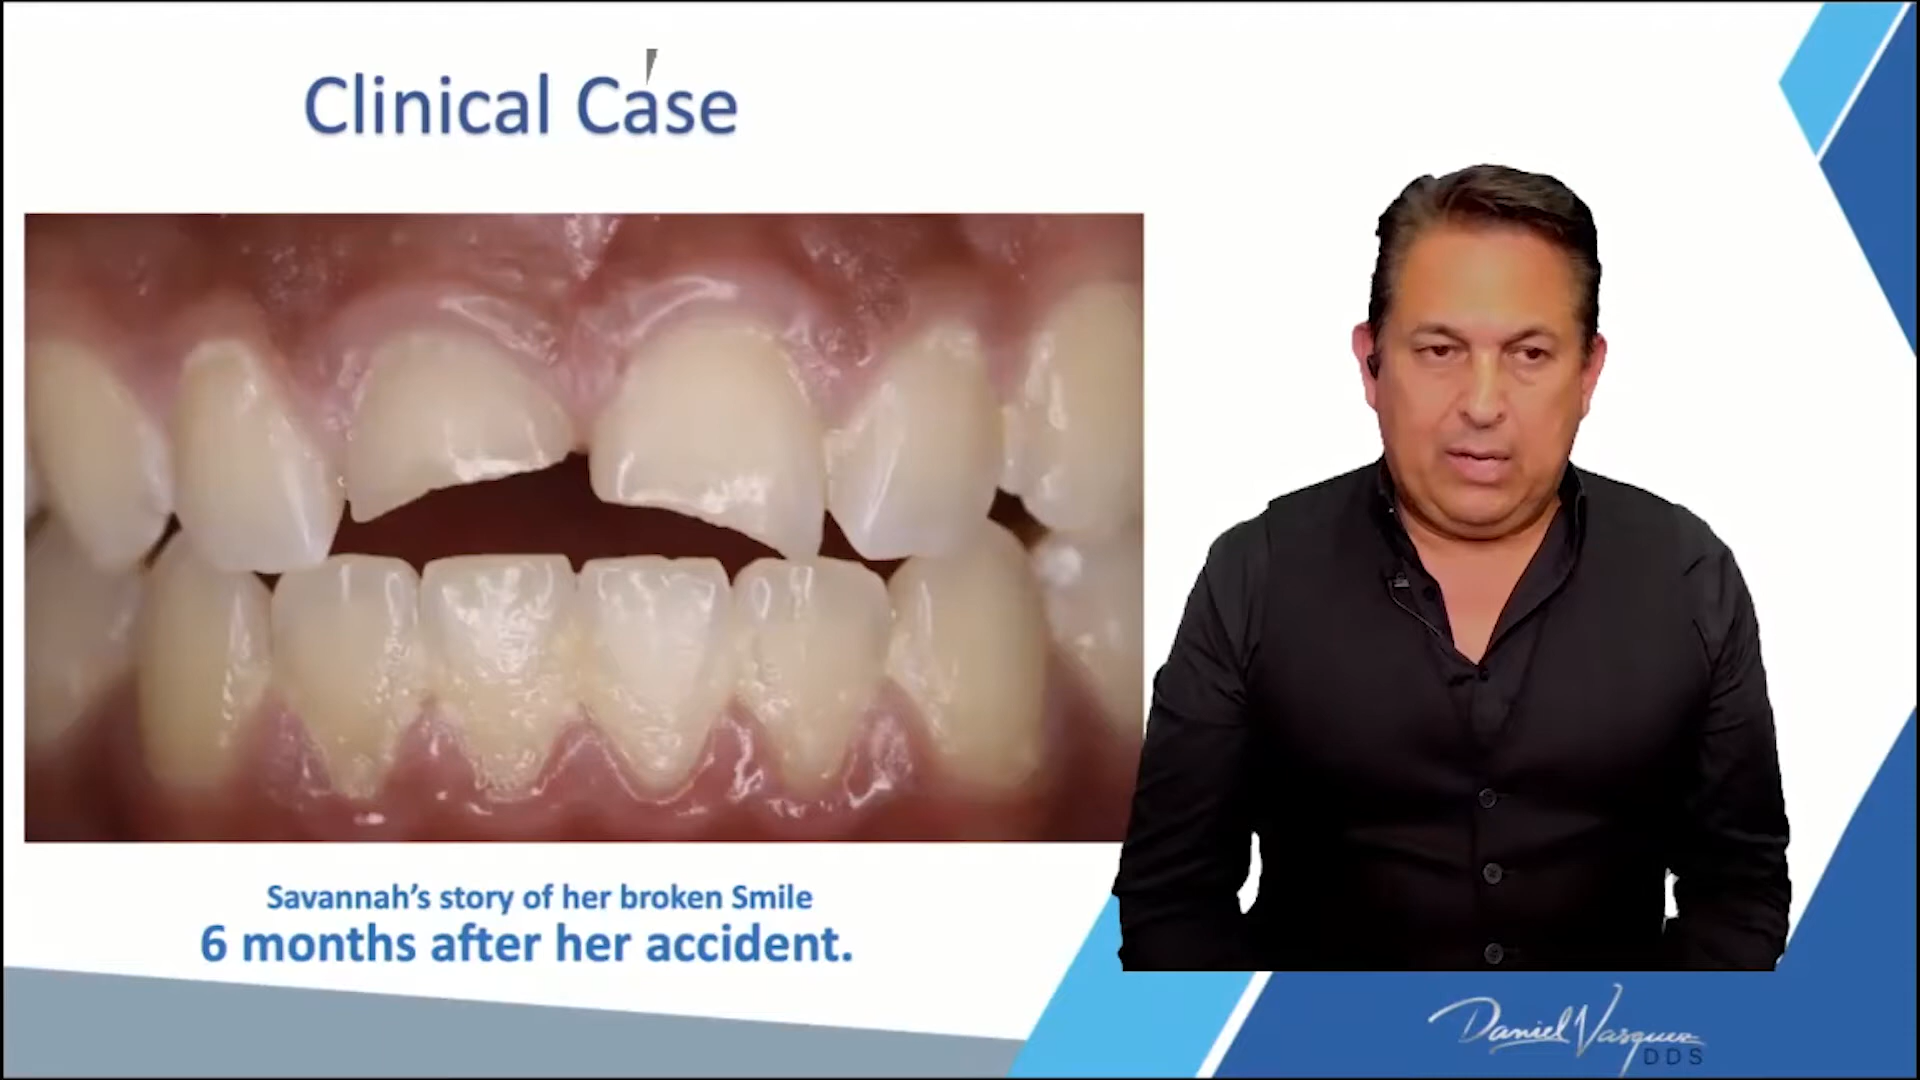 Clinical Case
Savannah's story of her broken Smile
6 months after her accident.
Daniel Vasquez
DDS